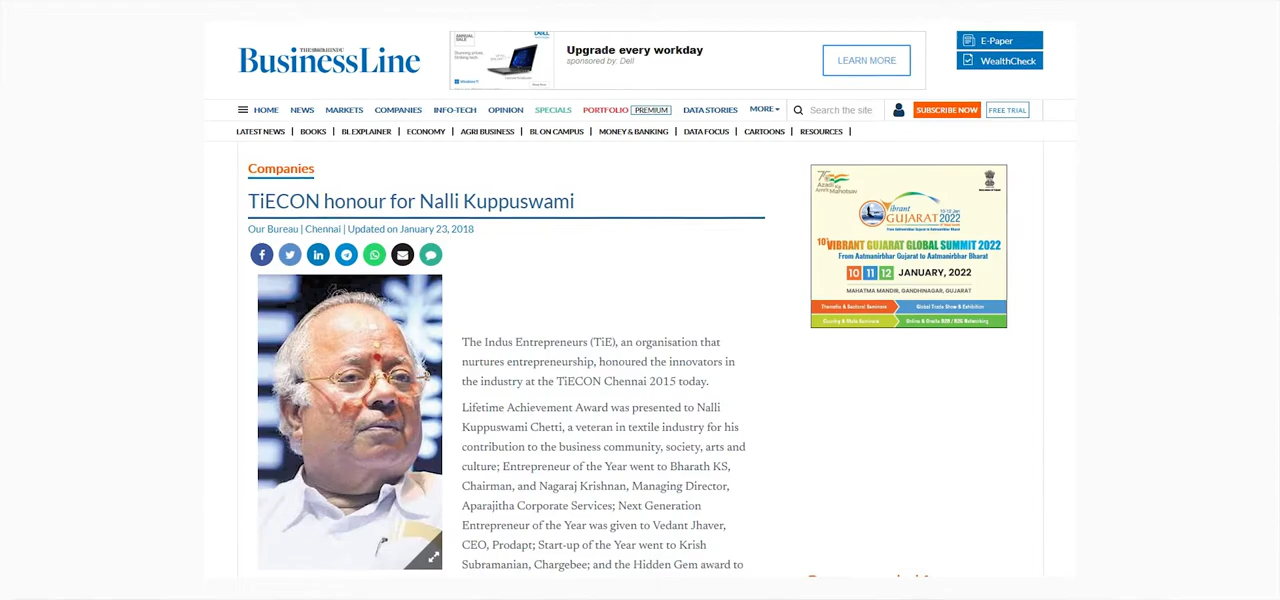 THE HINDU
BusinessLine
ANNUAL SALE
DELL
Upgrade every workday
sponsored by: Dell
LEARN MORE
E-Paper
WealthCheck
HOME NEWS MARKETS COMPANIES INFO-TECH OPINION SPECIALS PORTFOLIO PREMIUM DATA STORIES MORE Search the site SUBSCRIBE NOW FREE TRIAL
LATEST NEWS | BOOKS | BL EXPLAINER | ECONOMY | AGRI BUSINESS | BL ON CAMPUS | MONEY & BANKING | DATA FOCUS | CARTOONS | RESOURCES |
Companies
TiECON honour for Nalli Kuppuswami
Our Bureau | Chennai | Updated on January 23, 2018
The Indus Entrepreneurs (TiE), an organisation that
nurtures entrepreneurship, honoured the innovators in
the industry at the TiECON Chennai 2015 today.
Lifetime Achievement Award was presented to Nalli
Kuppuswami Chetti, a veteran in textile industry for his
contribution to the business community, society, arts and
culture; Entrepreneur of the Year went to Bharath KS,
Chairman, and Nagaraj Krishnan, Managing Director,
Aparajitha Corporate Services; Next Generation
Entrepreneur of the Year was given to Vedant Jhaver,
CEO, Prodapt; Start-up of the Year went to Krish
Subramanian, Chargebee; and the Hidden Gem award to
Azadi Ka
Amrit Mahotsav
Vibrant
GUJARAT 2022
10-12 Jan
From Aatmanirbhar Gujarat to Aatmanirbhar Bharat
10th VIBRANT GUJARAT GLOBAL SUMMIT 2022
From Aatmanirbhar Gujarat to Aatmanirbhar Bharat
10 11 12 JANUARY, 2022
MAHATMA MANDIR, GANDHINAGAR, GUJARAT
Thematic & Sectoral Seminars
Global Trade Show & Exhibition
Country & State Seminars
Online & Onsite B2B / B2G Networking